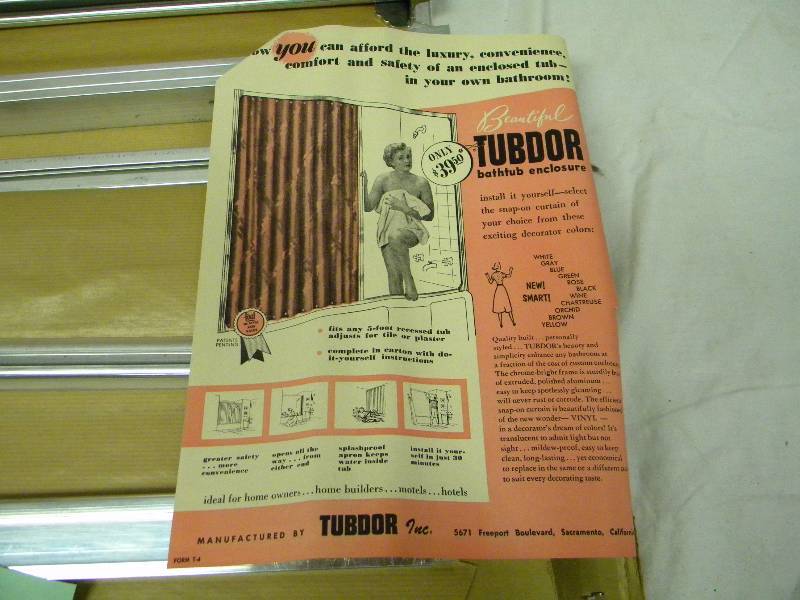 ow you can afford the luxury, convenience,
comfort and safety of an enclosed tub—
in your own bathroom!
Beautiful
TUBDOR
bathtub enclosure
ONLY
$39.50*
install it yourself—select
the snap-on curtain of
your choice from these
exciting decorator colors:
WHITE
GRAY
BLUE
GREEN
ROSE
BLACK
WINE
CHARTREUSE
ORCHID
BROWN
YELLOW
NEW!
SMART!
PATENTS
PENDING
• fits any 5-foot recessed tub
adjusts for tile or plaster
• complete in carton with do-
it-yourself instructions
Quality built... personally
styled... TUBDOR's beauty and
simplicity enhance any bathroom at
a fraction of the cost of custom enclosu
The chrome-bright frame is sturdily
of extruded, polished aluminum...
easy to keep spotlessly gleaming...
will never rust or corrode. The efficient
snap-on curtain is beautifully fashioned
of the new wonder—VINYL—
in a decorator's dream of colors! It's
translucent to admit light but not
sight... mildew-proof, easy to keep
clean, long-lasting... yet economical
to replace in the same or a different
to suit every decorating taste.
greater safety
... more
convenience
opens all the
way... from
either end
splashproof
apron keeps
water inside
tub
install it your-
self in just 30
minutes
ideal for home owners... home builders... motels... hotels
MANUFACTURED BY TUBDOR Inc. 5671 Freeport Boulevard, Sacramento, Californi
FORM T-4